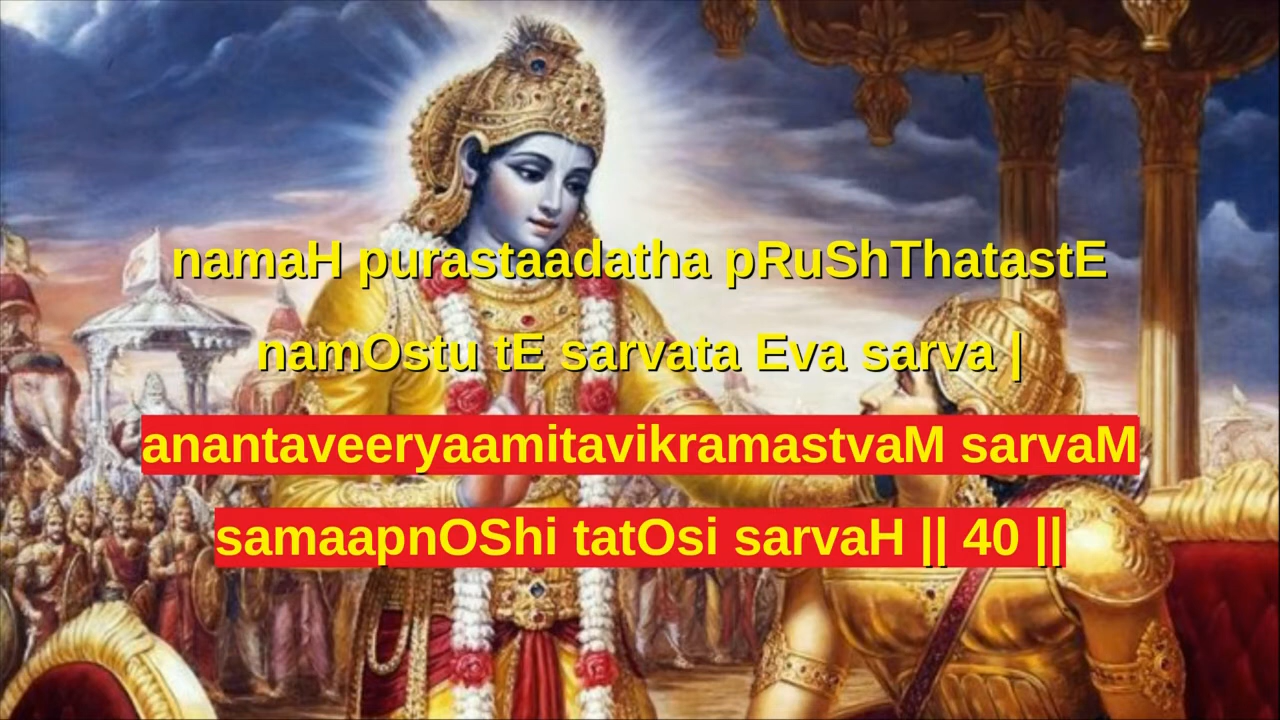 namaH purastaadatha pRuShThatastE
namOstu tE sarvata Eva sarva |
anantaveeryaamitavikramastvaM sarvaM
samaapnOShi tatOsi sarvaH || 40 ||